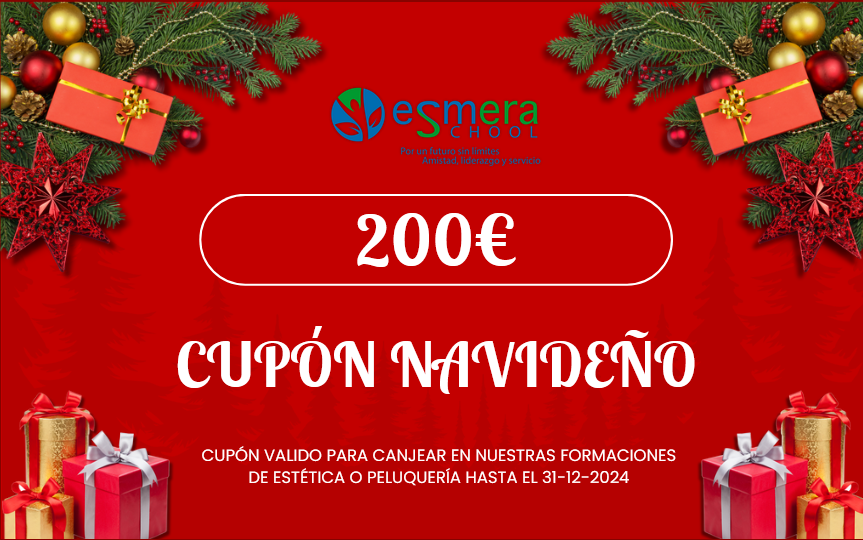 esmera
SCHOOL
Por un futuro sin límites
Amistad, liderazgo y servicio
200€
CUPÓN NAVIDEÑO
CUPÓN VALIDO PARA CANJEAR EN NUESTRAS FORMACIONES
DE ESTÉTICA O PELUQUERÍA HASTA EL 31-12-2024